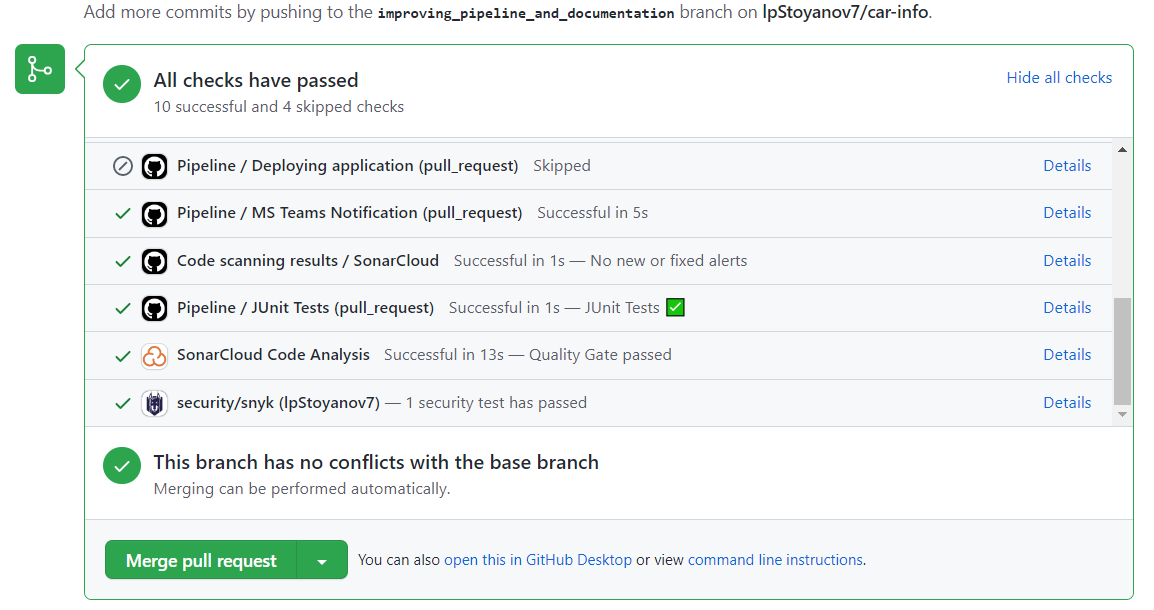 Add more commits by pushing to the improving_pipeline_and_documentation branch on lpStoyanov7/car-info.
All checks have passed
Hide all checks
10 successful and 4 skipped checks
Pipeline / Deploying application (pull_request) Skipped Details
Pipeline / MS Teams Notification (pull_request) Successful in 5s Details
Code scanning results / SonarCloud Successful in 1s — No new or fixed alerts Details
Pipeline / JUnit Tests (pull_request) Successful in 1s — JUnit Tests ✅ Details
SonarCloud Code Analysis Successful in 13s — Quality Gate passed Details
security/snyk (lpStoyanov7) — 1 security test has passed Details
This branch has no conflicts with the base branch
Merging can be performed automatically.
Merge pull request You can also open this in GitHub Desktop or view command line instructions.